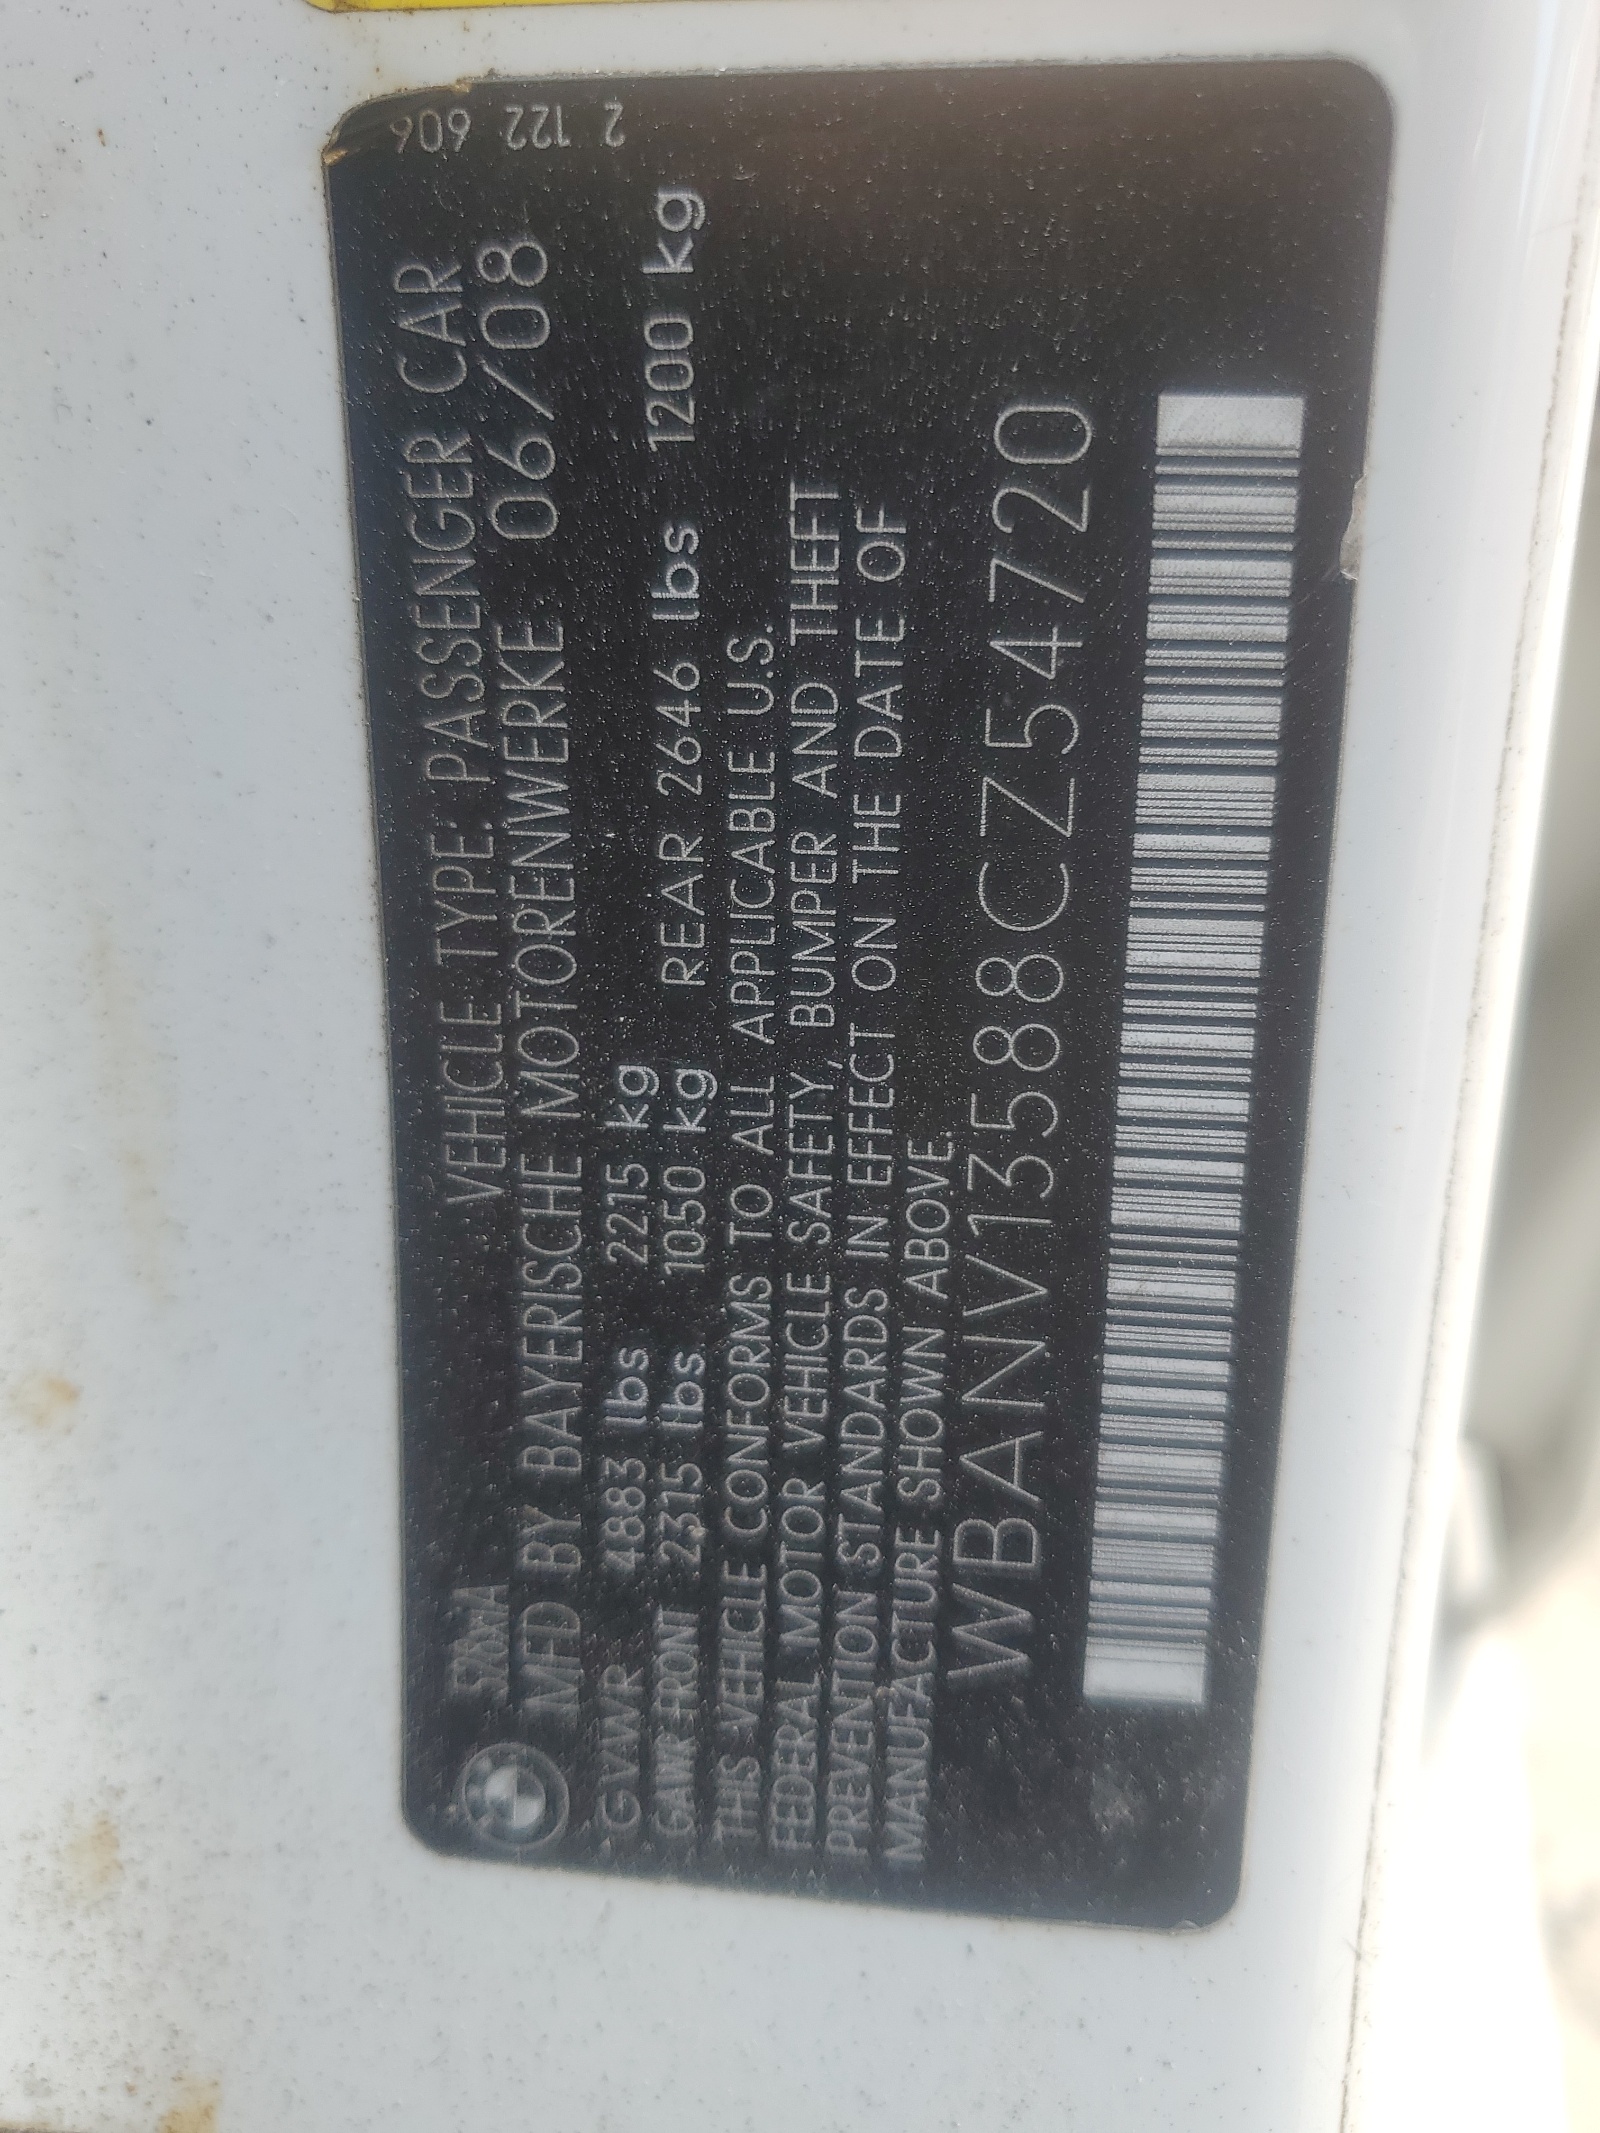 VEHICLE TYPE: PASSENGER CAR
MFD BY BAYERISCHE MOTORENWERKE 06/08
GVWR 4883 lbs 2215 kg
GAWR FRONT 2315 lbs 1050 kg REAR 2646 lbs 1200 kg
THIS VEHICLE CONFORMS TO ALL APPLICABLE U.S.
FEDERAL MOTOR VEHICLE SAFETY, BUMPER AND THEFT
PREVENTION STANDARDS IN EFFECT ON THE DATE OF
MANUFACTURE SHOWN ABOVE.
WBANV13588CZ54720
2 122 606